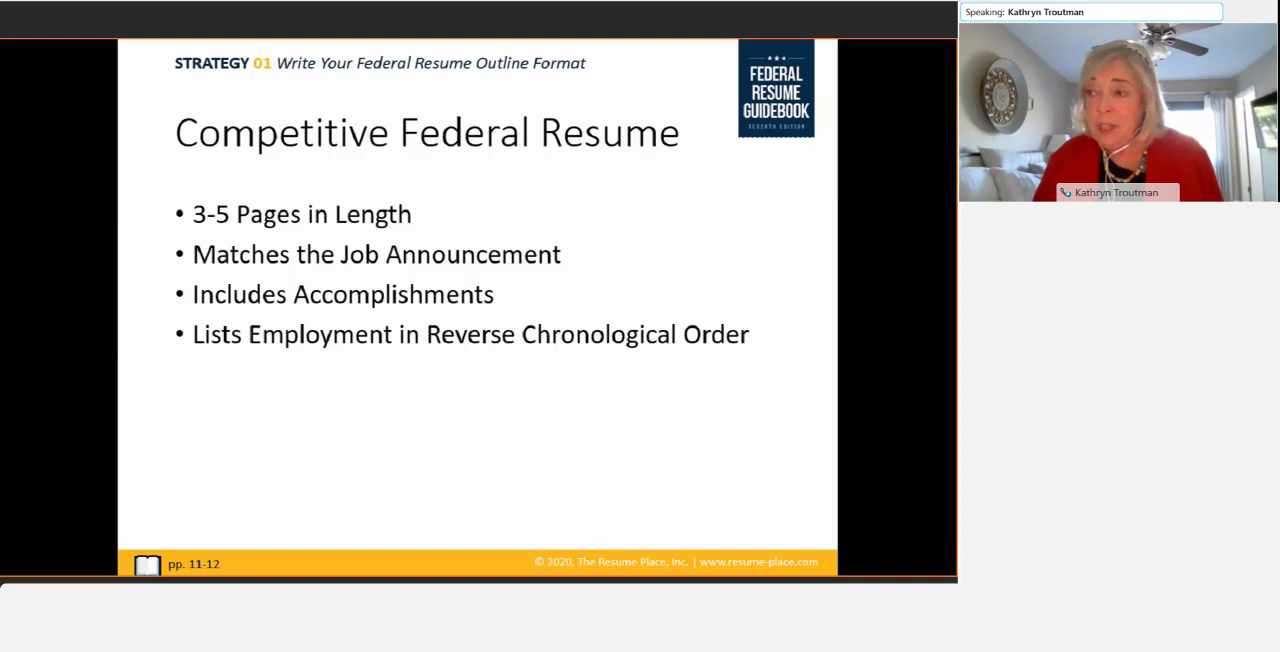 Speaking: Kathryn Troutman
STRATEGY 01 Write Your Federal Resume Outline Format
FEDERAL
RESUME
GUIDEBOOK
SEVENTH EDITION
Competitive Federal Resume
• 3-5 Pages in Length
• Matches the Job Announcement
• Includes Accomplishments
• Lists Employment in Reverse Chronological Order
Kathryn Troutman
pp. 11-12
© 2020, The Resume Place, Inc. | www.resume-place.com